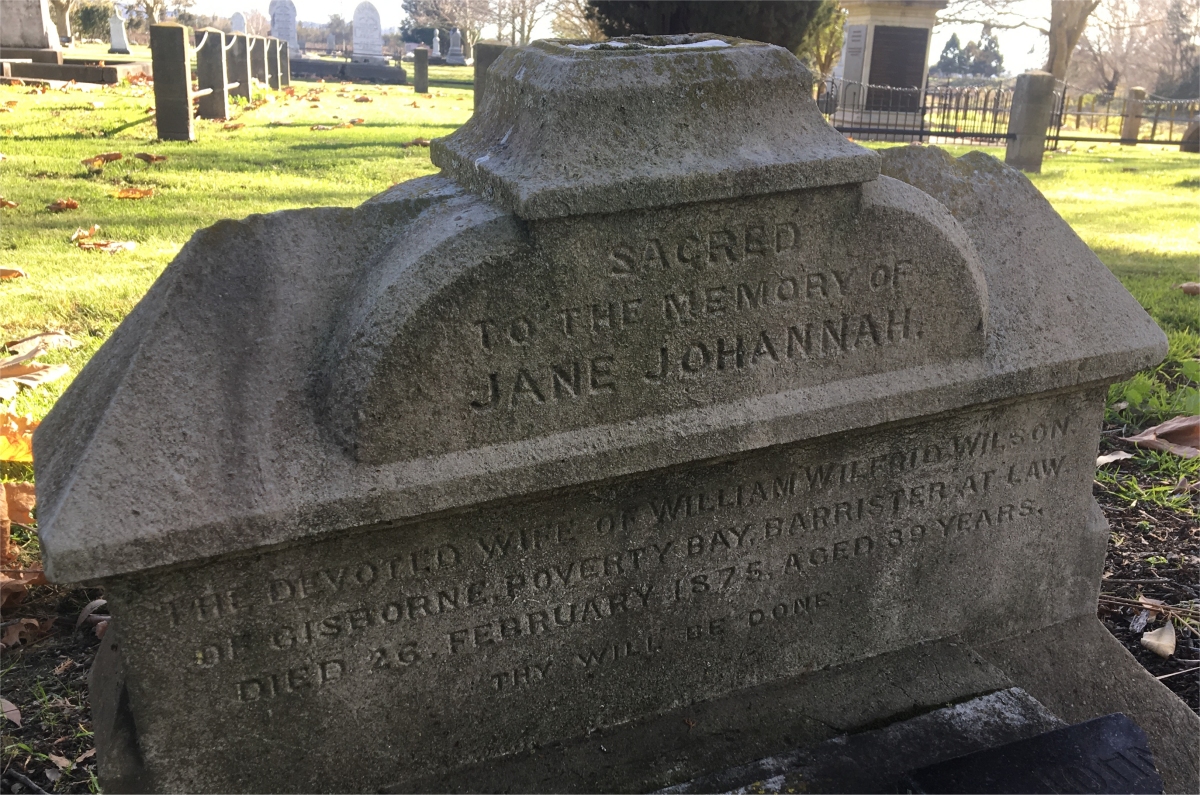 SACRED
TO THE MEMORY OF
JANE JOHANNAH.
THE DEVOTED WIFE OF WILLIAM WILFRID WILSON.
OF GISBORNE, POVERTY BAY, BARRISTER AT LAW.
DIED 26. FEBRUARY 1875, AGED 39 YEARS.
THY WILL BE DONE